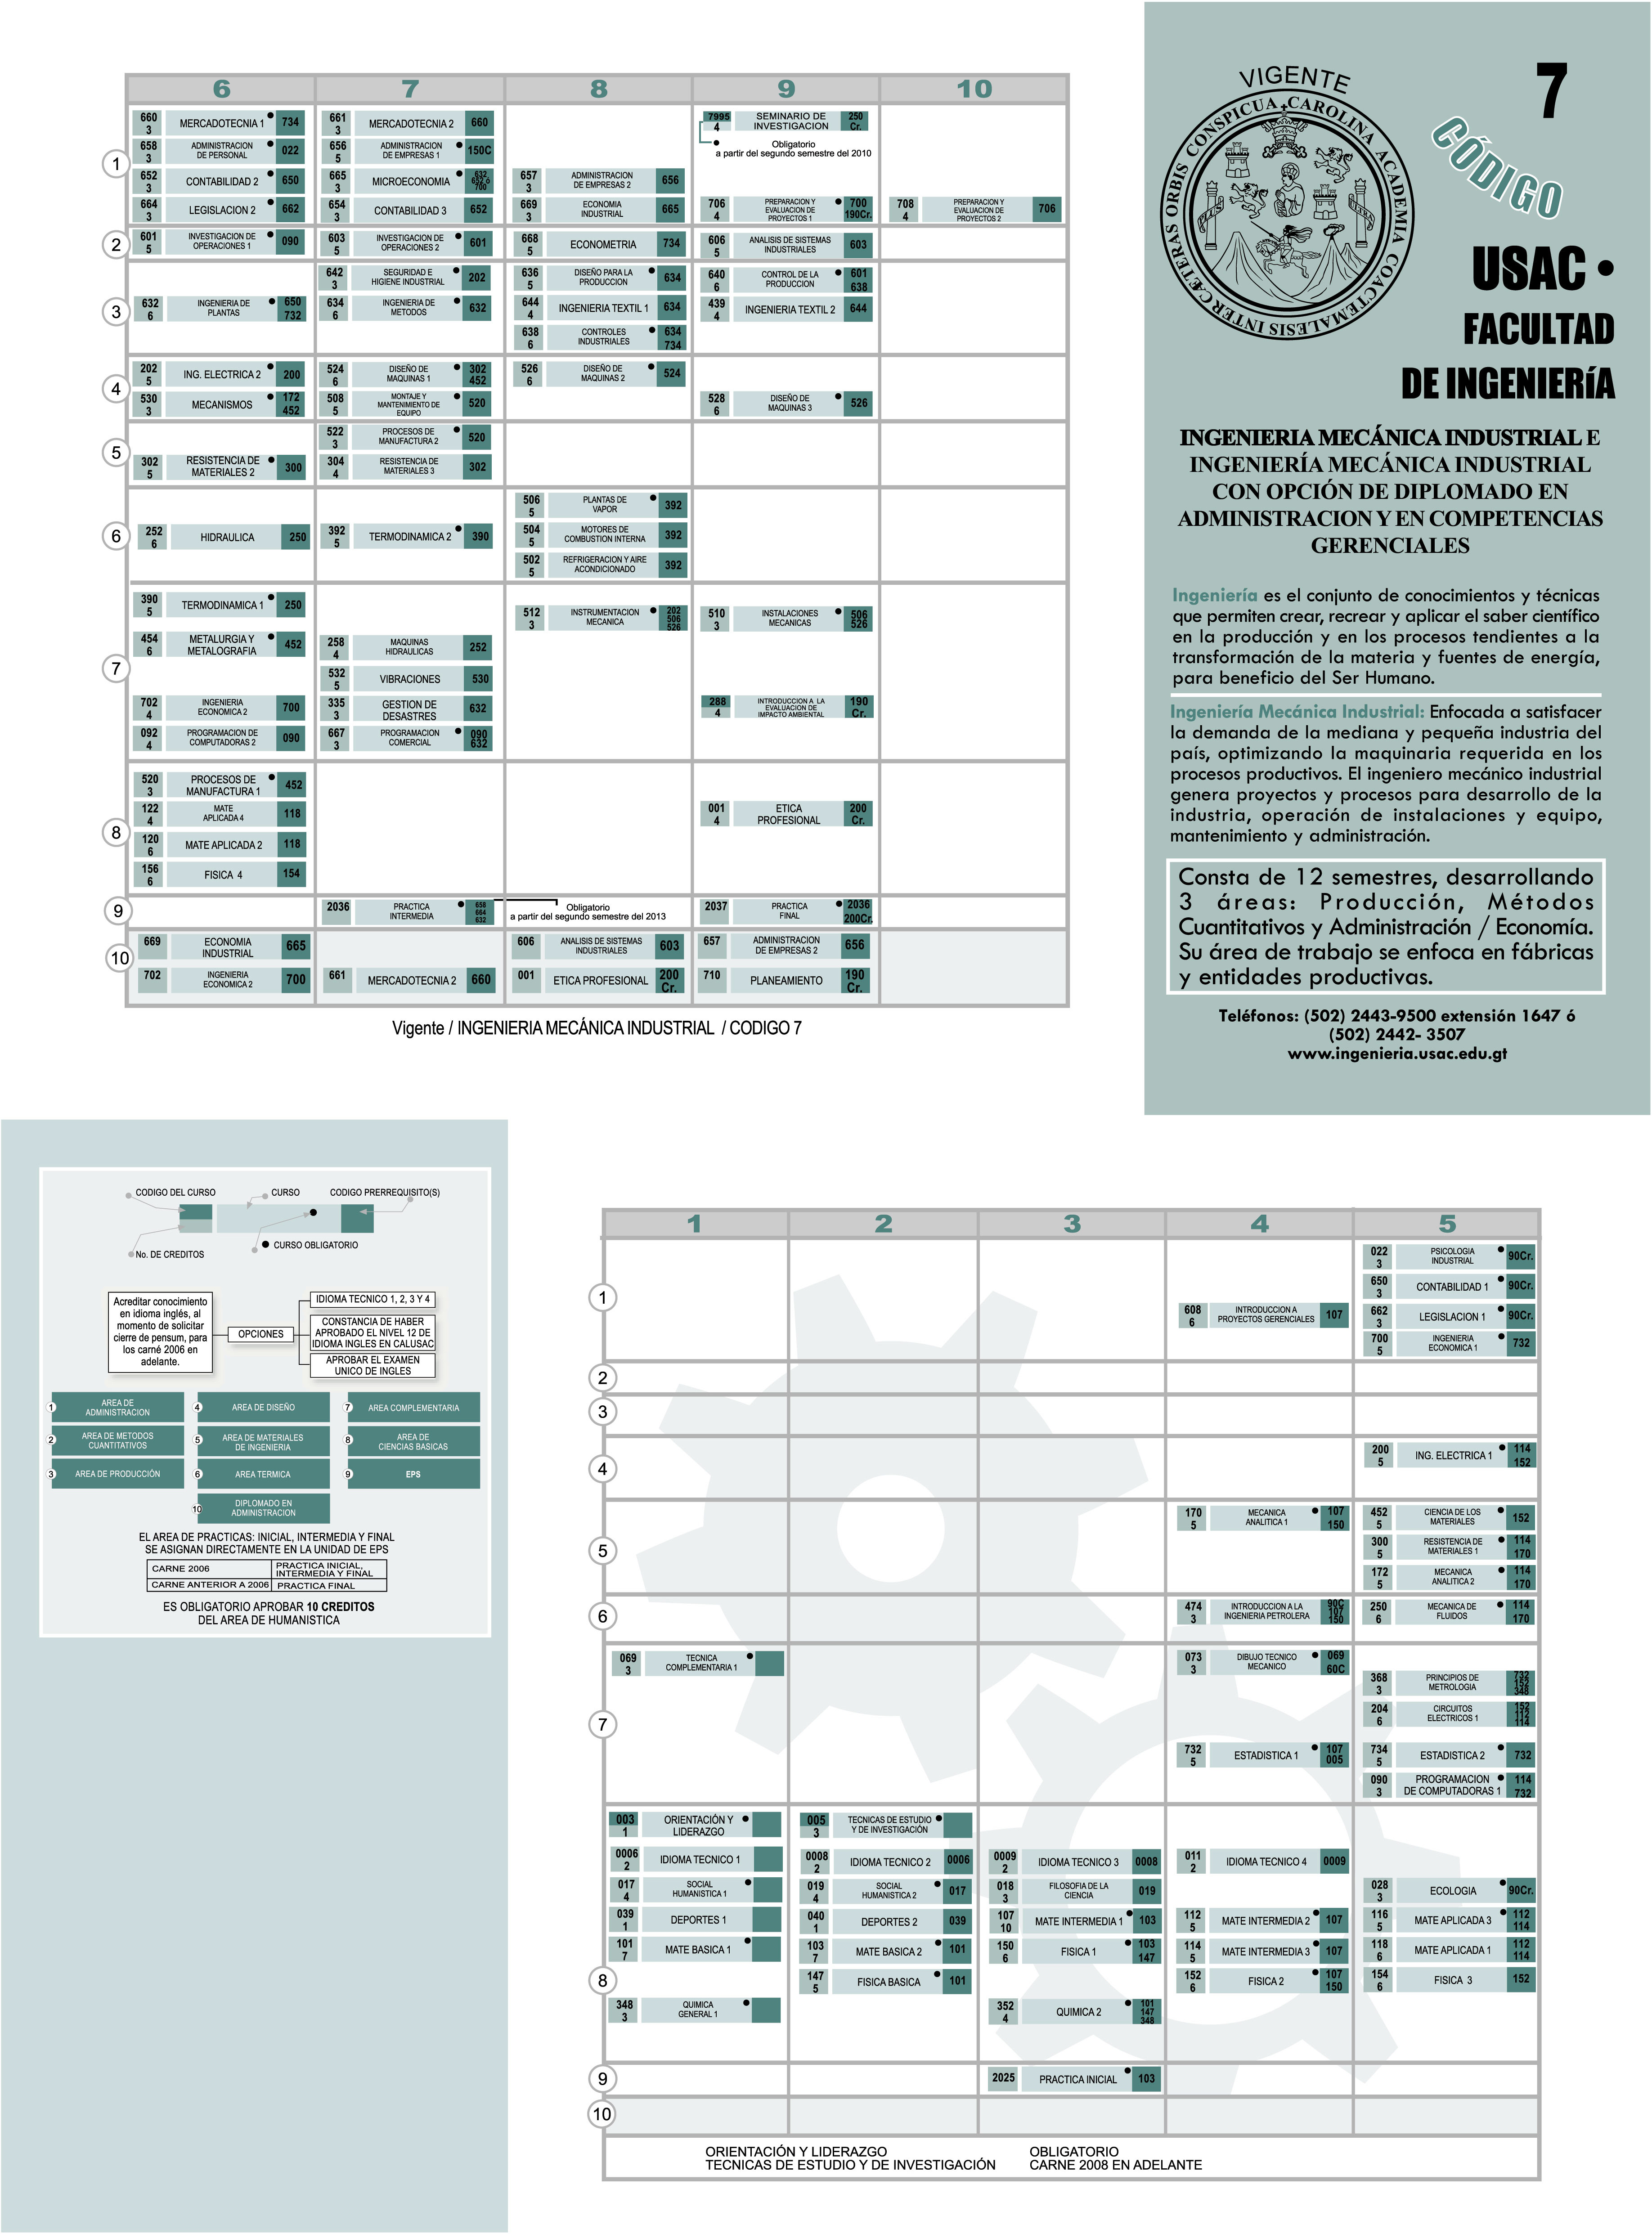 6 7 8 9 10
1
660 3 MERCADOTECNIA 1 734
658 3 ADMINISTRACION DE PERSONAL 022
652 3 CONTABILIDAD 2 650
664 3 LEGISLACION 2 662
661 3 MERCADOTECNIA 2 660
656 5 ADMINISTRACION DE EMPRESAS 1 150C
665 3 MICROECONOMIA 632 652 ó 700
654 3 CONTABILIDAD 3 652
657 3 ADMINISTRACION DE EMPRESAS 2 656
669 3 ECONOMIA INDUSTRIAL 665
7995 4 SEMINARIO DE INVESTIGACION 250 Cr.
Obligatorio
a partir del segundo semestre del 2010
706 4 PREPARACION Y EVALUACION DE PROYECTOS 1 700 190Cr.
708 4 PREPARACION Y EVALUACION DE PROYECTOS 2 706
2
601 5 INVESTIGACION DE OPERACIONES 1 090
603 5 INVESTIGACION DE OPERACIONES 2 601
668 5 ECONOMETRIA 734
606 5 ANALISIS DE SISTEMAS INDUSTRIALES 603
3
632 6 INGENIERIA DE PLANTAS 650 732
642 3 SEGURIDAD E HIGIENE INDUSTRIAL 202
634 6 INGENIERIA DE METODOS 632
636 5 DISEÑO PARA LA PRODUCCION 634
644 4 INGENIERIA TEXTIL 1 634
638 6 CONTROLES INDUSTRIALES 634 734
640 6 CONTROL DE LA PRODUCCION 601 638
439 4 INGENIERIA TEXTIL 2 644
4
202 5 ING. ELECTRICA 2 200
530 3 MECANISMOS 172 452
524 6 DISEÑO DE MAQUINAS 1 302 452
508 5 MONTAJE Y MANTENIMIENTO DE EQUIPO 520
526 6 DISEÑO DE MAQUINAS 2 524
528 6 DISEÑO DE MAQUINAS 3 526
5
302 5 RESISTENCIA DE MATERIALES 2 300
522 3 PROCESOS DE MANUFACTURA 2 520
304 4 RESISTENCIA DE MATERIALES 3 302
6
252 6 HIDRAULICA 250
392 5 TERMODINAMICA 2 390
506 5 PLANTAS DE VAPOR 392
504 5 MOTORES DE COMBUSTION INTERNA 392
502 5 REFRIGERACION Y AIRE ACONDICIONADO 392
7
390 5 TERMODINAMICA 1 250
454 6 METALURGIA Y METALOGRAFIA 452
702 4 INGENIERIA ECONOMICA 2 700
092 4 PROGRAMACION DE COMPUTADORAS 2 090
258 4 MAQUINAS HIDRAULICAS 252
532 5 VIBRACIONES 530
335 3 GESTION DE DESASTRES 632
667 3 PROGRAMACION COMERCIAL 090 632
512 3 INSTRUMENTACION MECANICA 202 506 526
510 3 INSTALACIONES MECANICAS 506 526
288 4 INTRODUCCION A LA EVALUACION DE IMPACTO AMBIENTAL 190 Cr.
8
520 3 PROCESOS DE MANUFACTURA 1 452
122 4 MATE APLICADA 4 118
120 6 MATE APLICADA 2 118
156 6 FISICA 4 154
001 4 ETICA PROFESIONAL 200 Cr.
9
2036 PRACTICA INTERMEDIA 658 664 632
Obligatorio
a partir del segundo semestre del 2013
2037 PRACTICA FINAL 2036 200Cr.
10
669 ECONOMIA INDUSTRIAL 665
702 INGENIERIA ECONOMICA 2 700
661 MERCADOTECNIA 2 660
606 ANALISIS DE SISTEMAS INDUSTRIALES 603
001 ETICA PROFESIONAL 200 Cr.
657 ADMINISTRACION DE EMPRESAS 2 656
710 PLANEAMIENTO 190 Cr.
Vigente / INGENIERIA MECÁNICA INDUSTRIAL / CODIGO 7
VIGENTE
CÆTERAS ORBIS CONSPICUA CAROLINA ACADEMIA COACTEMALENSIS INTER
7
CÓDIGO
USAC •
FACULTAD
DE INGENIERíA
INGENIERIA MECÁNICA INDUSTRIAL E
INGENIERÍA MECÁNICA INDUSTRIAL
CON OPCIÓN DE DIPLOMADO EN
ADMINISTRACION Y EN COMPETENCIAS
GERENCIALES
Ingeniería es el conjunto de conocimientos y técnicas
que permiten crear, recrear y aplicar el saber científico
en la producción y en los procesos tendientes a la
transformación de la materia y fuentes de energía,
para beneficio del Ser Humano.
Ingeniería Mecánica Industrial: Enfocada a satisfacer
la demanda de la mediana y pequeña industria del
país, optimizando la maquinaria requerida en los
procesos productivos. El ingeniero mecánico industrial
genera proyectos y procesos para desarrollo de la
industria, operación de instalaciones y equipo,
mantenimiento y administración.
Consta de 12 semestres, desarrollando
3 áreas: Producción, Métodos
Cuantitativos y Administración / Economía.
Su área de trabajo se enfoca en fábricas
y entidades productivas.
Teléfonos: (502) 2443-9500 extensión 1647 ó
(502) 2442- 3507
www.ingenieria.usac.edu.gt
CODIGO DEL CURSO
CURSO
CODIGO PRERREQUISITO(S)
No. DE CREDITOS
CURSO OBLIGATORIO
Acreditar conocimiento
en idioma inglés, al
momento de solicitar
cierre de pensum, para
los carné 2006 en
adelante.
OPCIONES
IDIOMA TECNICO 1, 2, 3 Y 4
CONSTANCIA DE HABER
APROBADO EL NIVEL 12 DE
IDIOMA INGLES EN CALUSAC
APROBAR EL EXAMEN
UNICO DE INGLES
1 AREA DE ADMINISTRACION
4 AREA DE DISEÑO
7 AREA COMPLEMENTARIA
2 AREA DE METODOS CUANTITATIVOS
5 AREA DE MATERIALES DE INGENIERIA
8 AREA DE CIENCIAS BASICAS
3 AREA DE PRODUCCIÓN
6 AREA TERMICA
9 EPS
10 DIPLOMADO EN ADMINISTRACION
EL AREA DE PRACTICAS: INICIAL, INTERMEDIA Y FINAL
SE ASIGNAN DIRECTAMENTE EN LA UNIDAD DE EPS
CARNE 2006 PRACTICA INICIAL, INTERMEDIA Y FINAL
CARNE ANTERIOR A 2006 PRACTICA FINAL
ES OBLIGATORIO APROBAR 10 CREDITOS
DEL AREA DE HUMANISTICA
1 2 3 4 5
1
608 6 INTRODUCCION A PROYECTOS GERENCIALES 107
022 3 PSICOLOGIA INDUSTRIAL 90Cr.
650 3 CONTABILIDAD 1 90Cr.
662 3 LEGISLACION 1 90Cr.
700 5 INGENIERIA ECONOMICA 1 732
2
3
4
200 5 ING. ELECTRICA 1 114 152
5
170 5 MECANICA ANALITICA 1 107 150
452 5 CIENCIA DE LOS MATERIALES 152
300 5 RESISTENCIA DE MATERIALES 1 114 170
172 5 MECANICA ANALITICA 2 114 170
6
474 3 INTRODUCCION A LA INGENIERIA PETROLERA 90C 107 150
250 6 MECANICA DE FLUIDOS 114 170
7
069 3 TECNICA COMPLEMENTARIA 1
073 3 DIBUJO TECNICO MECANICO 069 60C
732 5 ESTADISTICA 1 107 005
368 3 PRINCIPIOS DE METROLOGIA 732 152 348
204 6 CIRCUITOS ELECTRICOS 1 152 112 114
734 5 ESTADISTICA 2 732
090 3 PROGRAMACION DE COMPUTADORAS 1 114 732
8
003 1 ORIENTACIÓN Y LIDERAZGO
0006 2 IDIOMA TECNICO 1
017 4 SOCIAL HUMANISTICA 1
039 1 DEPORTES 1
101 7 MATE BASICA 1
348 3 QUIMICA GENERAL 1
005 3 TECNICAS DE ESTUDIO Y DE INVESTIGACIÓN
0008 2 IDIOMA TECNICO 2 0006
019 4 SOCIAL HUMANISTICA 2 017
040 1 DEPORTES 2 039
103 7 MATE BASICA 2 101
147 5 FISICA BASICA 101
0009 2 IDIOMA TECNICO 3 0008
018 3 FILOSOFIA DE LA CIENCIA 019
107 10 MATE INTERMEDIA 1 103
150 6 FISICA 1 103 147
352 4 QUIMICA 2 101 147 348
011 2 IDIOMA TECNICO 4 0009
112 5 MATE INTERMEDIA 2 107
114 5 MATE INTERMEDIA 3 107
152 6 FISICA 2 107 150
028 3 ECOLOGIA 90Cr.
116 5 MATE APLICADA 3 112 114
118 6 MATE APLICADA 1 112 114
154 6 FISICA 3 152
9
2025 PRACTICA INICIAL 103
10
ORIENTACIÓN Y LIDERAZGO OBLIGATORIO
TECNICAS DE ESTUDIO Y DE INVESTIGACIÓN CARNE 2008 EN ADELANTE